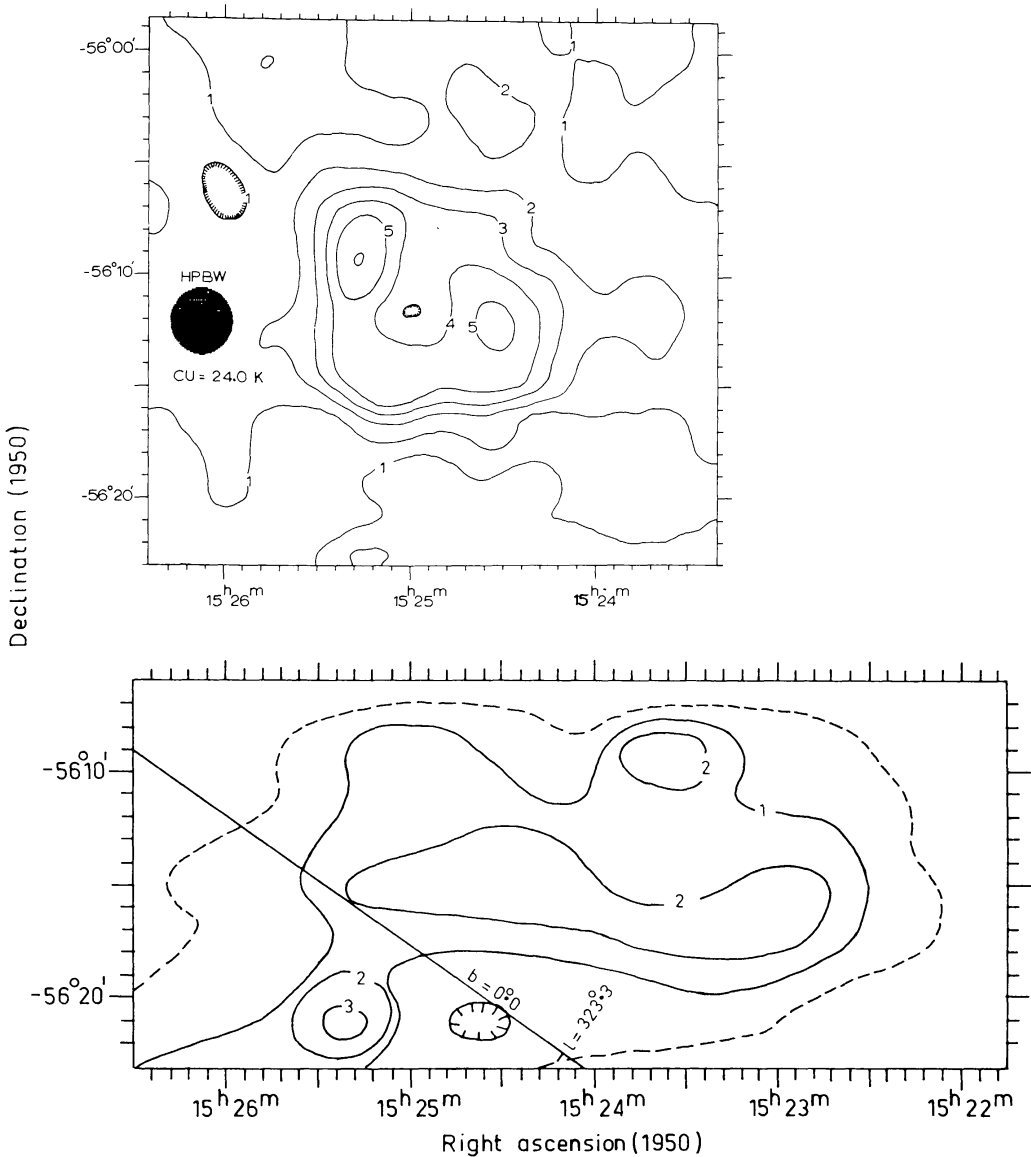 -56°00'
1
2
1
1
1
2
3
5
-56°10'
HPBW
4
5
CU = 24.0 K
1
1
-56°20'
15ʰ26ᵐ
15ʰ25ᵐ
15ʰ24ᵐ
Declination (1950)
-56°10'
2
1
2
-56°20'
2
3
b = 0°.0
l = 323°.3
15ʰ26ᵐ
15ʰ25ᵐ
15ʰ24ᵐ
15ʰ23ᵐ
15ʰ22ᵐ
Right ascension (1950)